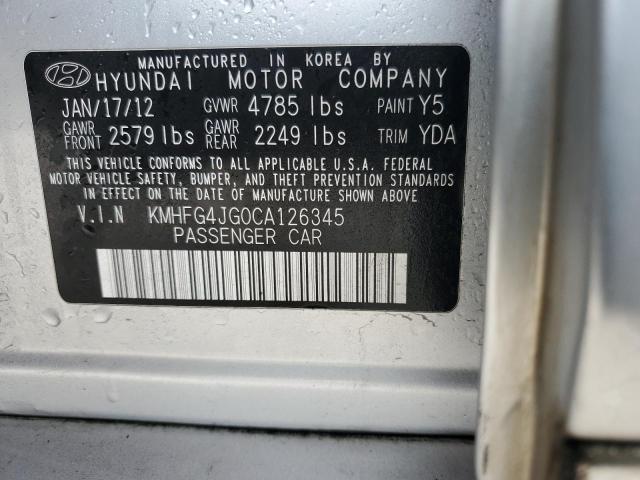 MANUFACTURED IN KOREA BY
HYUNDAI MOTOR COMPANY
JAN/17/12 GVWR 4785 lbs PAINT Y5
GAWR FRONT 2579 lbs GAWR REAR 2249 lbs TRIM YDA
THIS VEHICLE CONFORMS TO ALL APPLICABLE U.S.A. FEDERAL
MOTOR VEHICLE SAFETY, BUMPER, AND THEFT PREVENTION STANDARDS
IN EFFECT ON THE DATE OF MANUFACTURE SHOWN ABOVE
V.I.N KMHFG4JG0CA126345
PASSENGER CAR